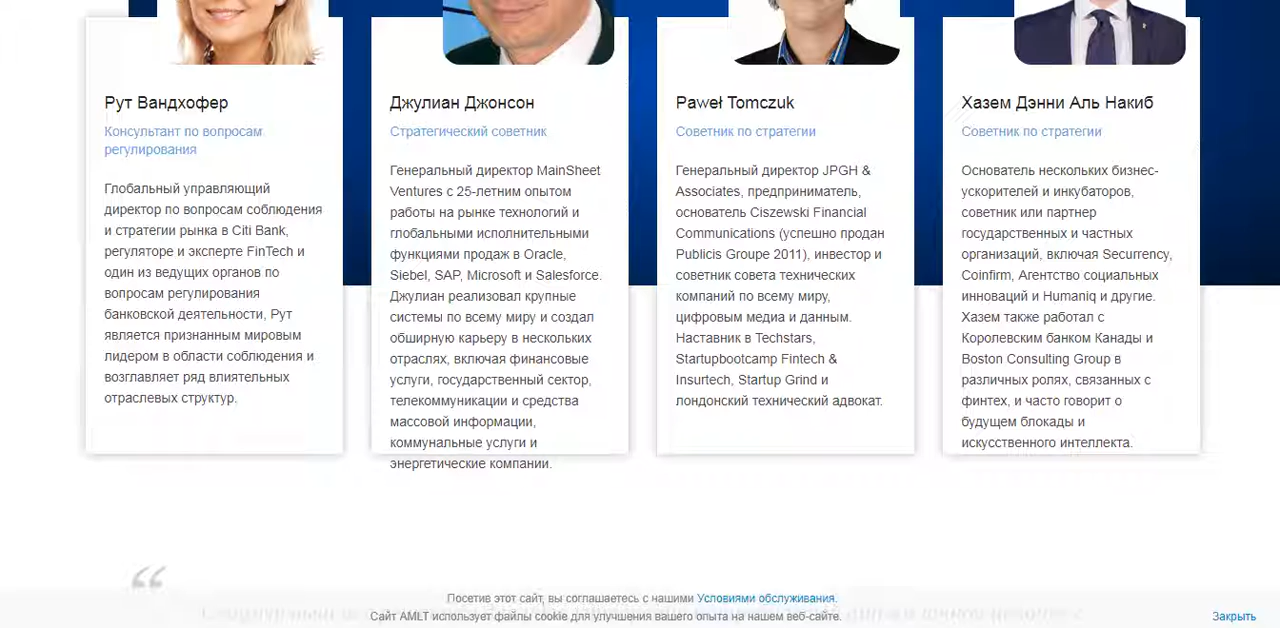 Рут Вандхофер
Консультант по вопросам
регулирования
Глобальный управляющий
директор по вопросам соблюдения
и стратегии рынка в Citi Bank,
регуляторе и эксперте FinTech и
один из ведущих органов по
вопросам регулирования
банковской деятельности, Рут
является признанным мировым
лидером в области соблюдения и
возглавляет ряд влиятельных
отраслевых структур.
Джулиан Джонсон
Стратегический советник
Генеральный директор MainSheet
Ventures с 25-летним опытом
работы на рынке технологий и
глобальными исполнительными
функциями продаж в Oracle,
Siebel, SAP, Microsoft и Salesforce.
Джулиан реализовал крупные
системы по всему миру и создал
обширную карьеру в нескольких
отраслях, включая финансовые
услуги, государственный сектор,
телекоммуникации и средства
массовой информации,
коммунальные услуги и
энергетические компании.
Paweł Tomczuk
Советник по стратегии
Генеральный директор JPGH &
Associates, предприниматель,
основатель Ciszewski Financial
Communications (успешно продан
Publicis Groupe 2011), инвестор и
советник совета технических
компаний по всему миру,
цифровым медиа и данным.
Наставник в Techstars,
Startupbootcamp Fintech &
Insurtech, Startup Grind и
лондонский технический адвокат.
Хазем Дэнни Аль Накиб
Советник по стратегии
Основатель нескольких бизнес-
ускорителей и инкубаторов,
советник или партнер
государственных и частных
организаций, включая Securrency,
Coinfirm, Агентство социальных
инноваций и Humaniq и другие.
Хазем также работал с
Королевским банком Канады и
Boston Consulting Group в
различных ролях, связанных с
финтех, и часто говорит о
будущем блокады и
искусственного интеллекта.
“
Посетив этот сайт, вы соглашаетесь с нашими Условиями обслуживания.
Сайт AMLT использует файлы cookie для улучшения вашего опыта на нашем веб-сайте.
Закрыть